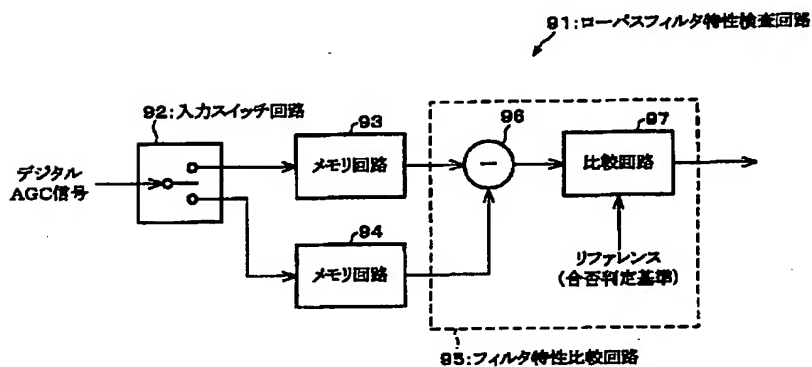 91:ローパスフィルタ特性検査回路
92:入力スイッチ回路
93
96
97
デジタル
AGC信号
メモリ回路
−
比較回路
94
メモリ回路
リファレンス
(合否判定基準)
95:フィルタ特性比較回路